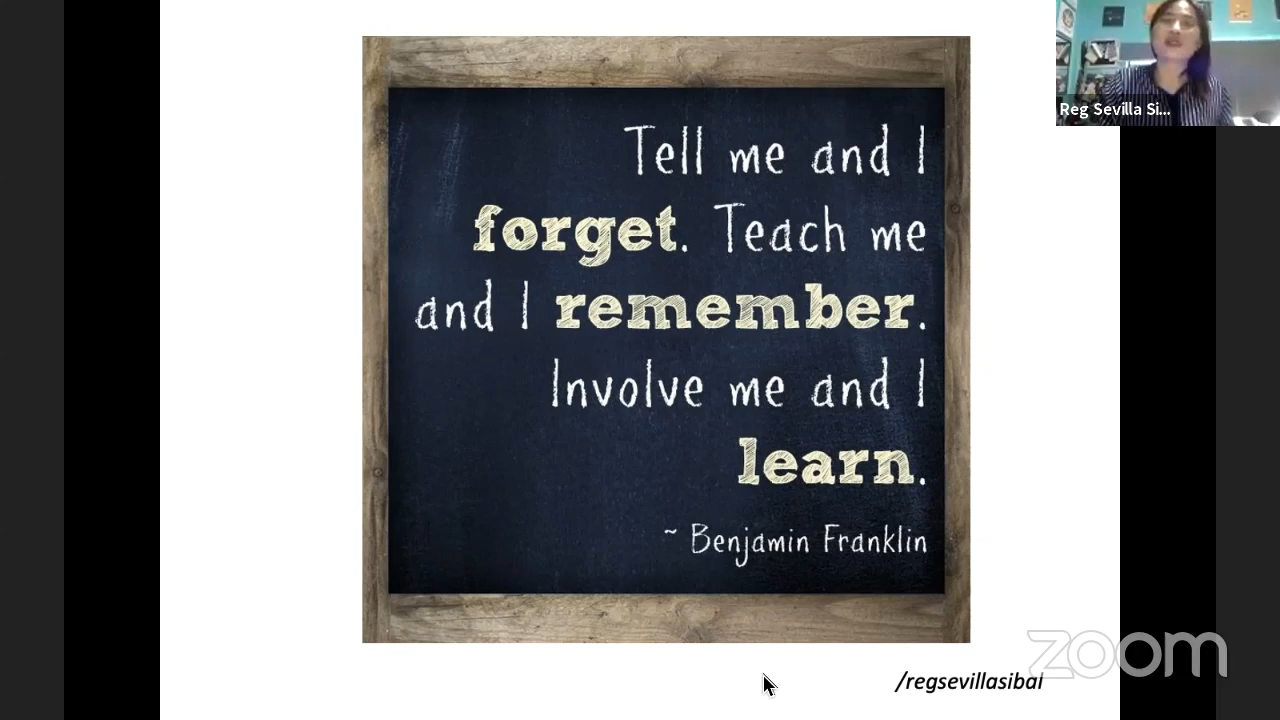 Tell me and I
forget. Teach me
and I remember.
Involve me and I
learn.
~ Benjamin Franklin
Reg Sevilla Si...
zoom
/regsevillasibal